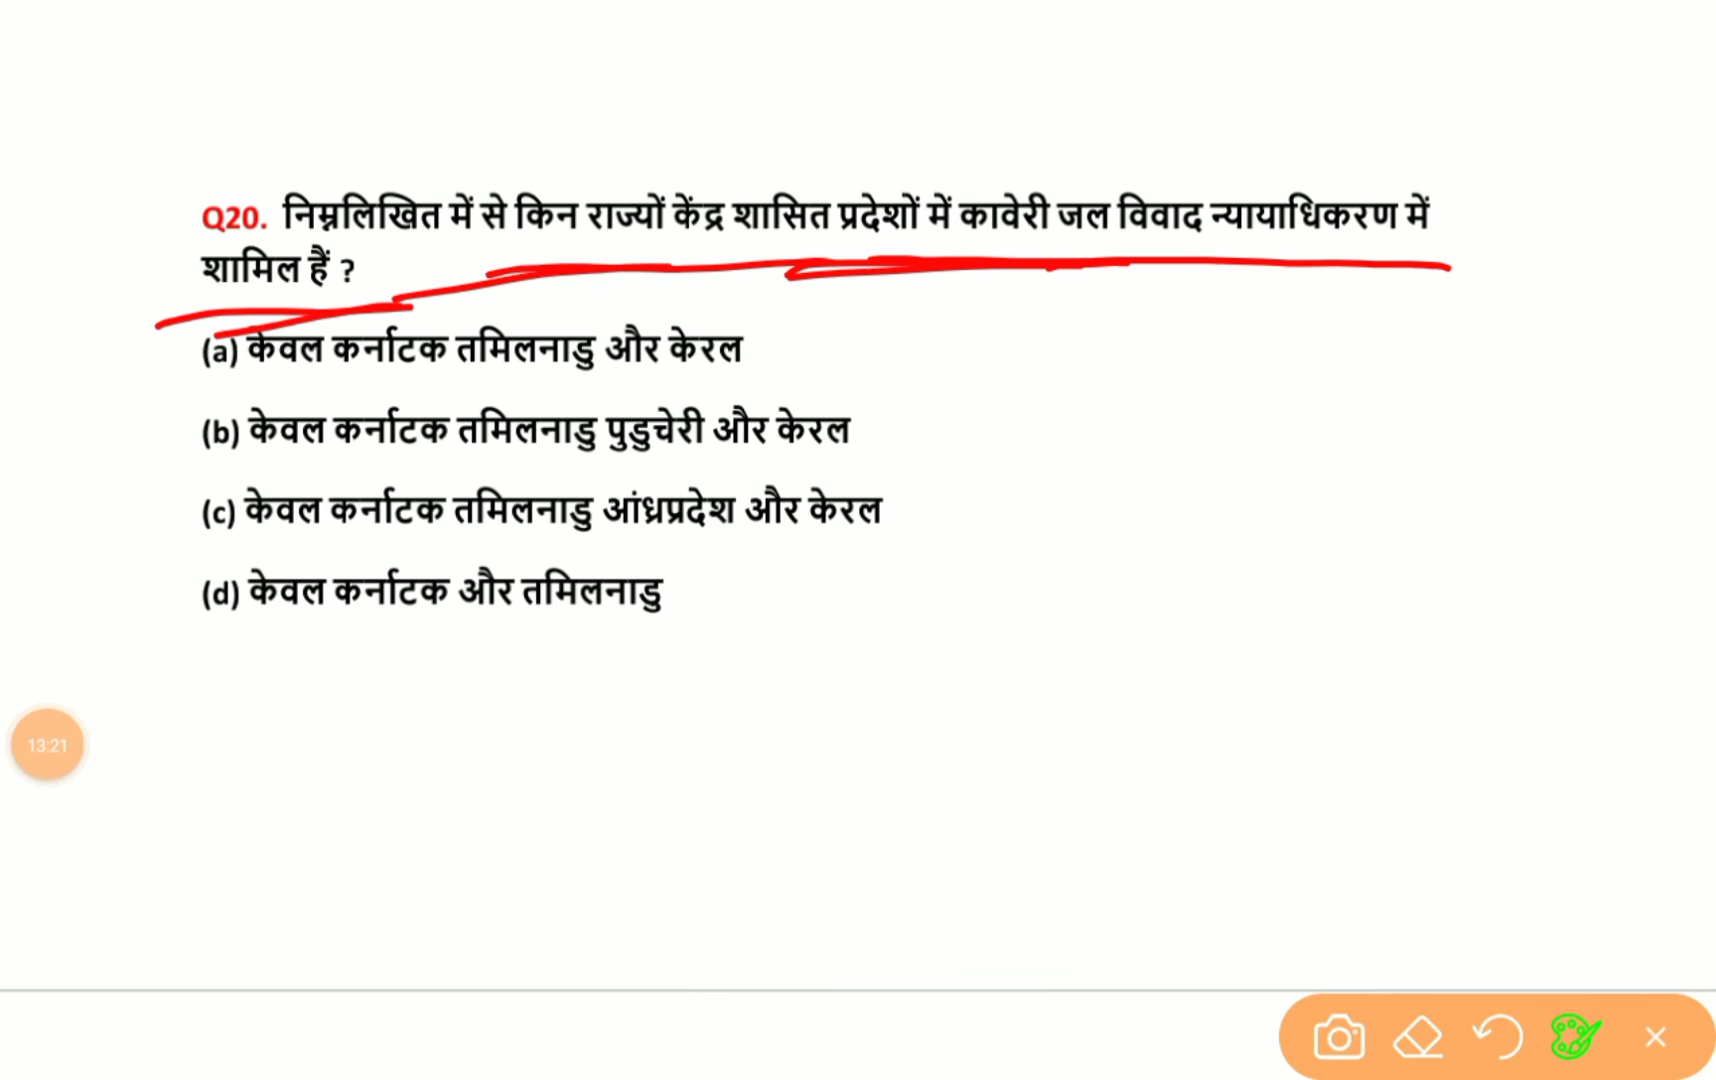 Q20. निम्नलिखित में से किन राज्यों केंद्र शासित प्रदेशों में कावेरी जल विवाद न्यायाधिकरण में
शामिल हैं ?
(a) केवल कर्नाटक तमिलनाडु और केरल
(b) केवल कर्नाटक तमिलनाडु पुडुचेरी और केरल
(c) केवल कर्नाटक तमिलनाडु आंध्रप्रदेश और केरल
(d) केवल कर्नाटक और तमिलनाडु
13:21